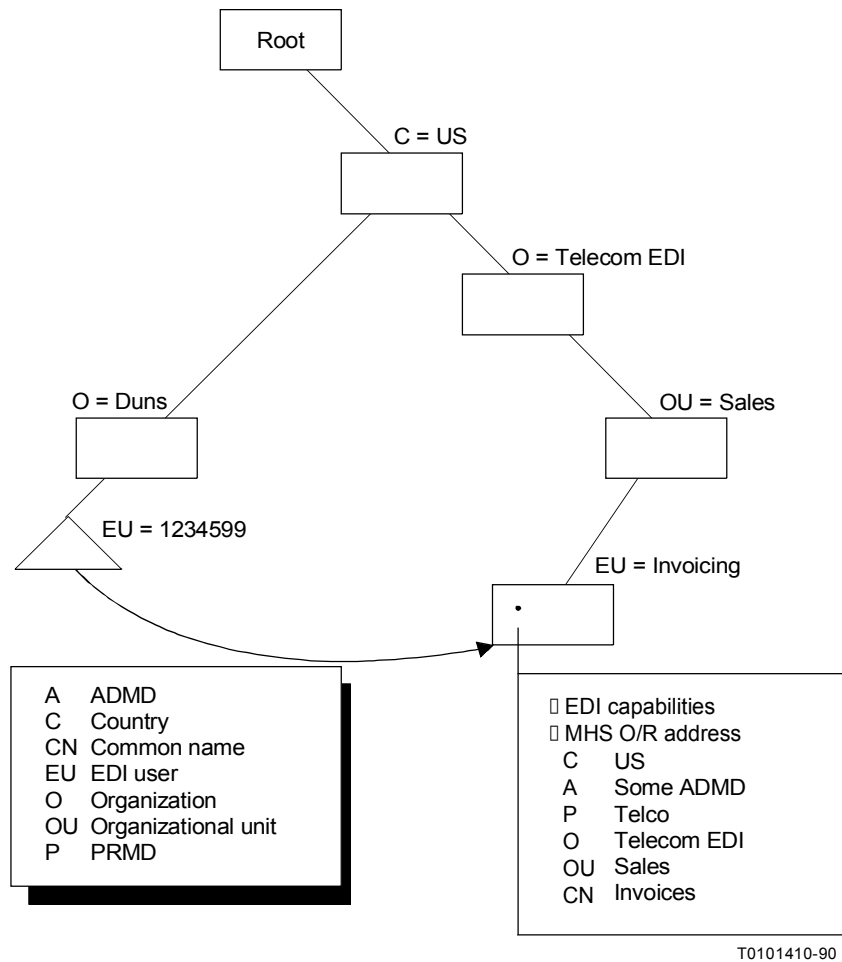 Root
C = US
O = Telecom EDI
O = Duns
OU = Sales
EU = 1234599
EU = Invoicing
A ADMD
C Country
CN Common name
EU EDI user
O Organization
OU Organizational unit
P PRMD
▯ EDI capabilities
▯ MHS O/R address
C US
A Some ADMD
P Telco
O Telecom EDI
OU Sales
CN Invoices
T0101410-90